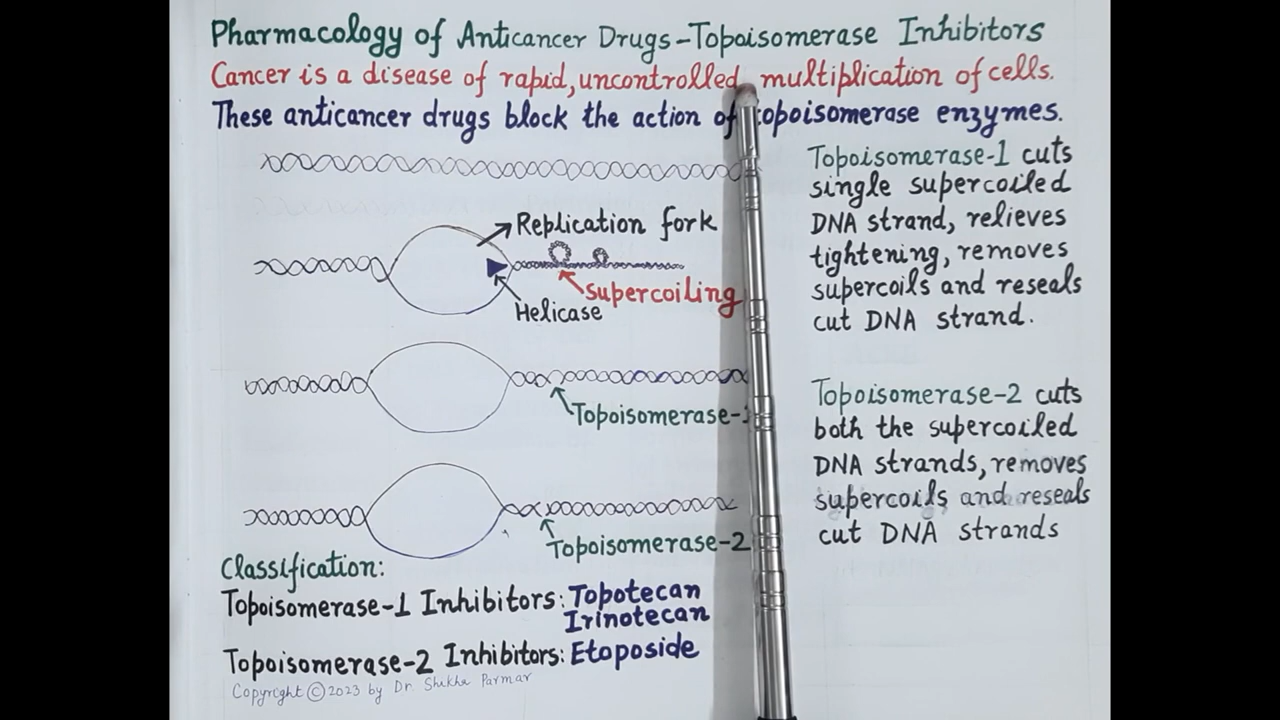 Pharmacology of Anticancer Drugs-Topoisomerase Inhibitors
Cancer is a disease of rapid, uncontrolled multiplication of cells.
These anticancer drugs block the action of topoisomerase enzymes.
Replication fork
Supercoiling
Helicase
Topoisomerase-1
Topoisomerase-2
Topoisomerase-1 cuts
single supercoiled
DNA strand, relieves
tightening, removes
supercoils and reseals
cut DNA strand.
Topoisomerase-2 cuts
both the supercoiled
DNA strands, removes
supercoils and reseals
cut DNA strands
Classification:
Topoisomerase-1 Inhibitors: Topotecan
Irinotecan
Topoisomerase-2 Inhibitors: Etoposide
Copyright © 2023 by Dr Shikha Parmar